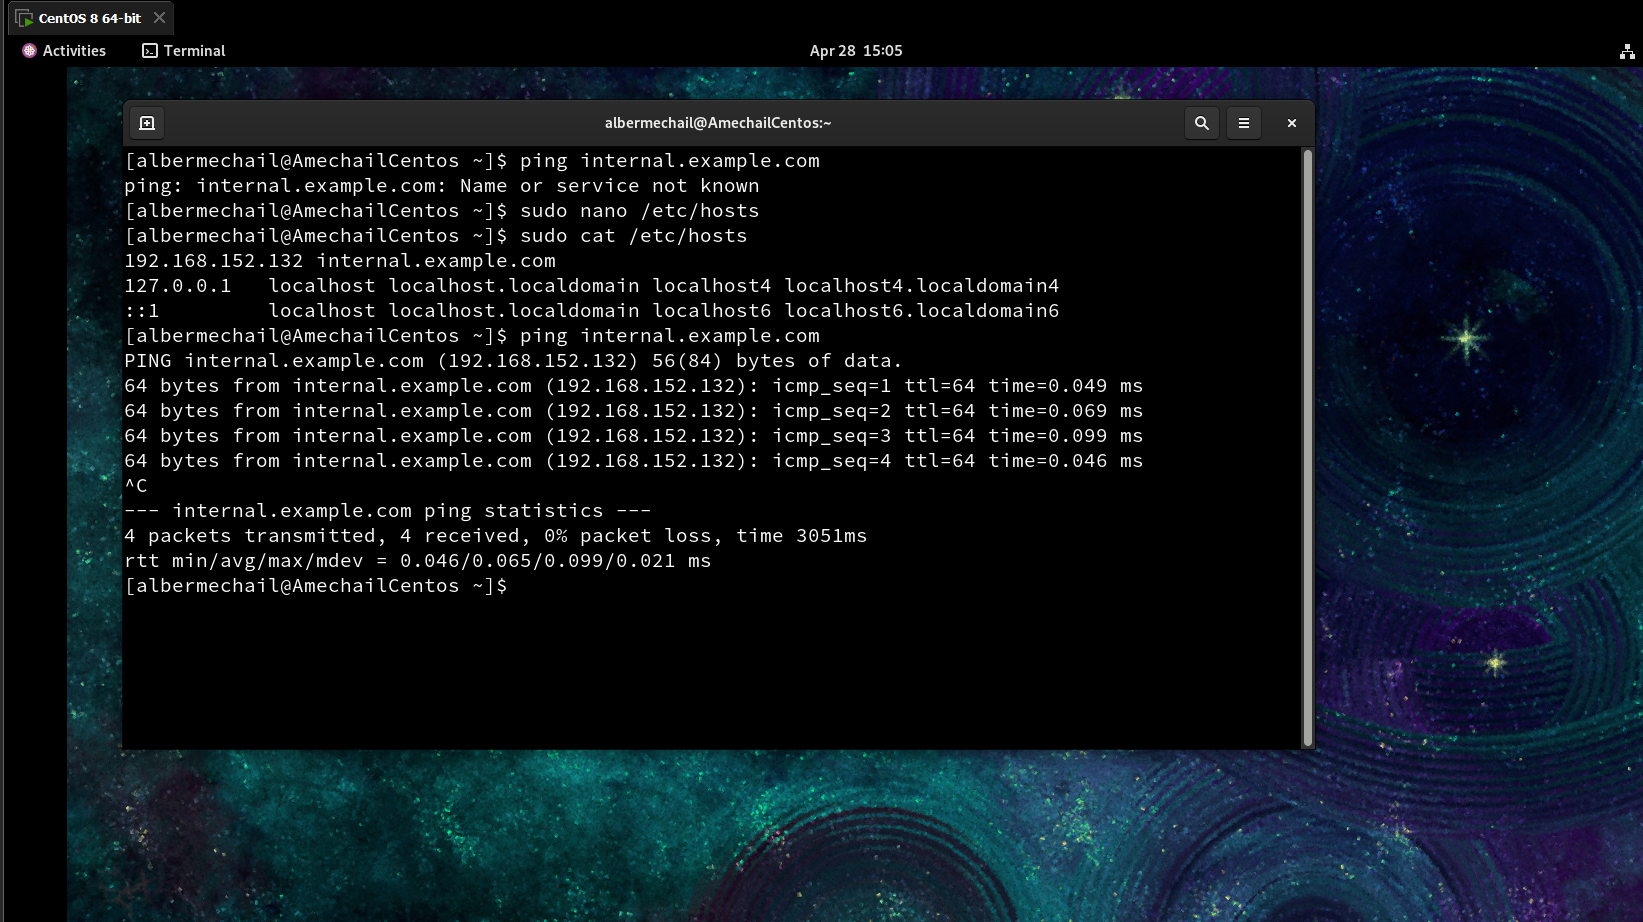 CentOS 8 64-bit
Activities Terminal Apr 28 15:05
albermechail@AmechailCentos:~
[albermechail@AmechailCentos ~]$ ping internal.example.com
ping: internal.example.com: Name or service not known
[albermechail@AmechailCentos ~]$ sudo nano /etc/hosts
[albermechail@AmechailCentos ~]$ sudo cat /etc/hosts
192.168.152.132 internal.example.com
127.0.0.1   localhost localhost.localdomain localhost4 localhost4.localdomain4
::1         localhost localhost.localdomain localhost6 localhost6.localdomain6
[albermechail@AmechailCentos ~]$ ping internal.example.com
PING internal.example.com (192.168.152.132) 56(84) bytes of data.
64 bytes from internal.example.com (192.168.152.132): icmp_seq=1 ttl=64 time=0.049 ms
64 bytes from internal.example.com (192.168.152.132): icmp_seq=2 ttl=64 time=0.069 ms
64 bytes from internal.example.com (192.168.152.132): icmp_seq=3 ttl=64 time=0.099 ms
64 bytes from internal.example.com (192.168.152.132): icmp_seq=4 ttl=64 time=0.046 ms
^C
--- internal.example.com ping statistics ---
4 packets transmitted, 4 received, 0% packet loss, time 3051ms
rtt min/avg/max/mdev = 0.046/0.065/0.099/0.021 ms
[albermechail@AmechailCentos ~]$